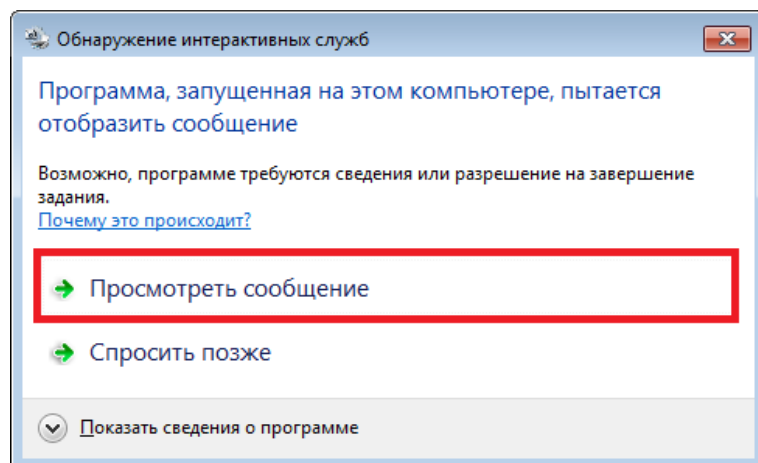 Обнаружение интерактивных служб
Программа, запущенная на этом компьютере, пытается
отобразить сообщение
Возможно, программе требуются сведения или разрешение на завершение
задания.
Почему это происходит?
Просмотреть сообщение
Спросить позже
Показать сведения о программе